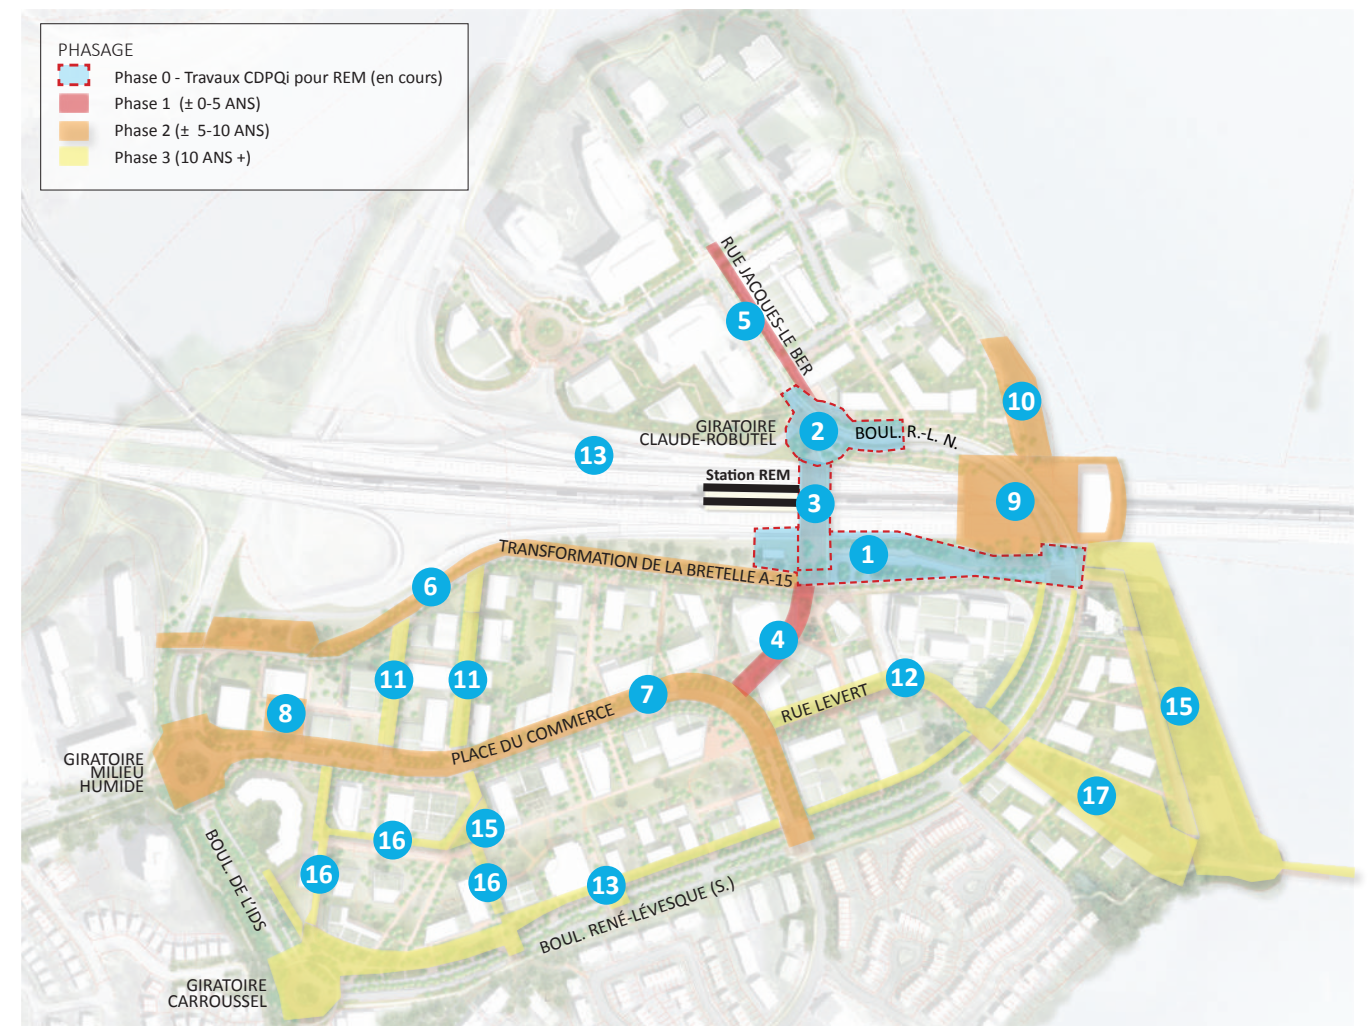 PHASAGE
Phase 0 - Travaux CDPQi pour REM (en cours)
Phase 1 (± 0-5 ANS)
Phase 2 (± 5-10 ANS)
Phase 3 (10 ANS +)
RUE JACQUES-LE BER
5
10
GIRATOIRE
CLAUDE-ROBUTEL
2
BOUL. R.-L. N.
13
Station REM
3
9
TRANSFORMATION DE LA BRETELLE A-15
1
6
4
11
11
12
7
RUE LEVERT
15
8
PLACE DU COMMERCE
GIRATOIRE
MILIEU
HUMIDE
17
15
16
BOUL. DE L'IDS
16
16
13
BOUL. RENÉ-LÉVESQUE (S.)
GIRATOIRE
CARROUSSEL